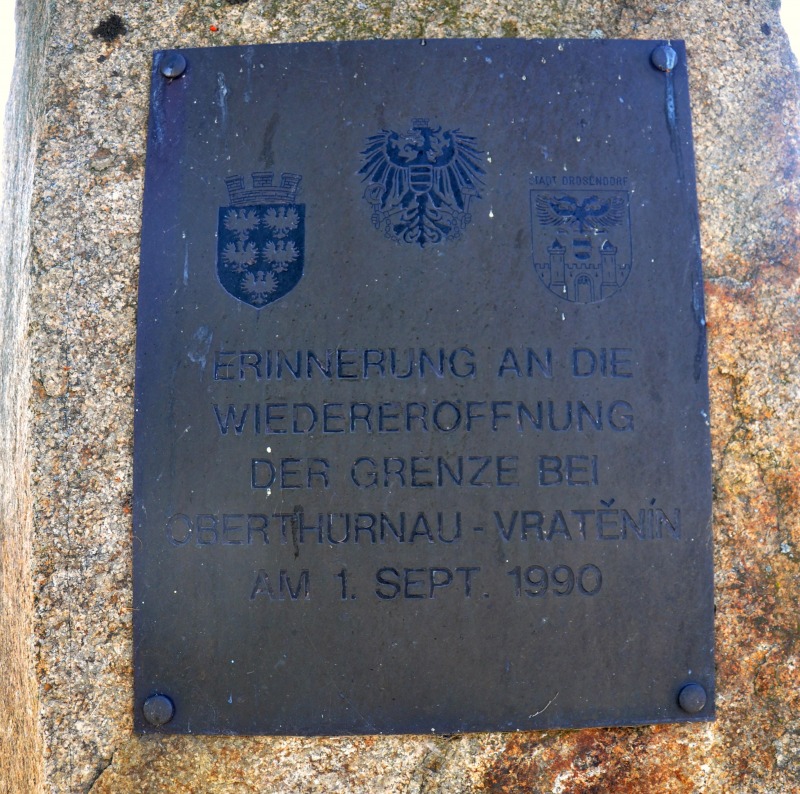 STADT DROSENDORF
ERINNERUNG AN DIE
WIEDERERÖFFNUNG
DER GRENZE BEI
OBERTHÜRNAU - VRATĚNÍN
AM 1. SEPT. 1990